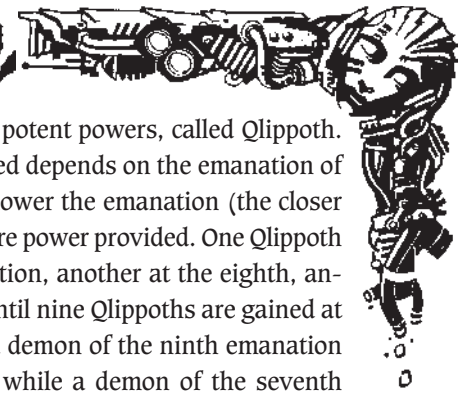 potent powers, called Qlippoth.
ed depends on the emanation of
ower the emanation (the closer
re power provided. One Qlippoth
tion, another at the eighth, an-
ntil nine Qlippoths are gained at
demon of the ninth emanation
while a demon of the seventh